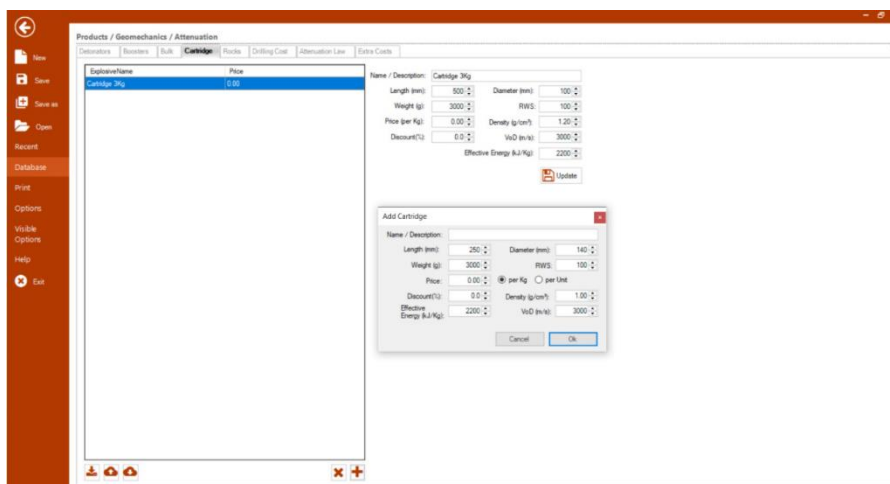 Products / Geomechanics / Attenuation
Detonators Boosters Bulk Cartridge Rocks Drilling Cost Attenuation Law Extra Costs
New
Save
Save as
Open
Recent
Database
Print
Options
Visible
Options
Help
Exit
ExplosiveName Price
Cartridge 3Kg 0.00
Name / Description: Cartridge 3Kg
Length (mm): 500 Diameter (mm): 100
Weight (g): 3000 RWS: 100
Price (per Kg): 0.00 Density (g/cm³): 1.20
Discount(%): 0.0 VoD (m/s): 3000
Effective Energy (kJ/Kg): 2200
Update
Add Cartridge
Name / Description:
Length (mm): 250 Diameter (mm): 140
Weight (g): 3000 RWS: 100
Price: 0.00 per Kg per Unit
Discount(%): 0.0 Density (g/cm³): 1.00
Effective
Energy (kJ/Kg): 2200 VoD (m/s): 3000
Cancel Ok